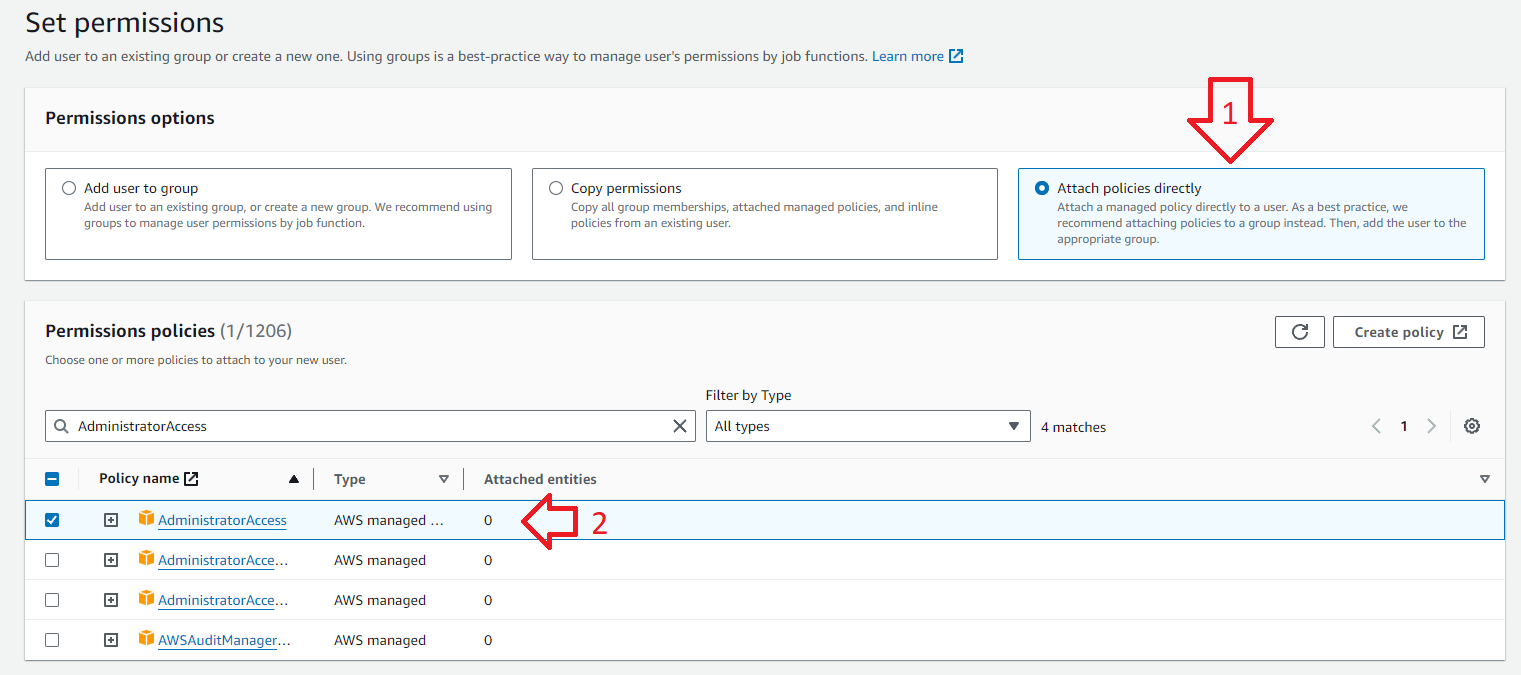 Set permissions
Add user to an existing group or create a new one. Using groups is a best-practice way to manage user's permissions by job functions. Learn more
1
Permissions options
Add user to group
Add user to an existing group, or create a new group. We recommend using
groups to manage user permissions by job function.
Copy permissions
Copy all group memberships, attached managed policies, and inline
policies from an existing user.
Attach policies directly
Attach a managed policy directly to a user. As a best practice, we
recommend attaching policies to a group instead. Then, add the user to the
appropriate group.
Permissions policies (1/1206)
Create policy
Choose one or more policies to attach to your new user.
Filter by Type
AdministratorAccess
All types
4 matches
1
Policy name Type Attached entities
AdministratorAccess AWS managed ... 0
2
AdministratorAcce... AWS managed 0
AdministratorAcce... AWS managed 0
AWSAuditManager... AWS managed 0